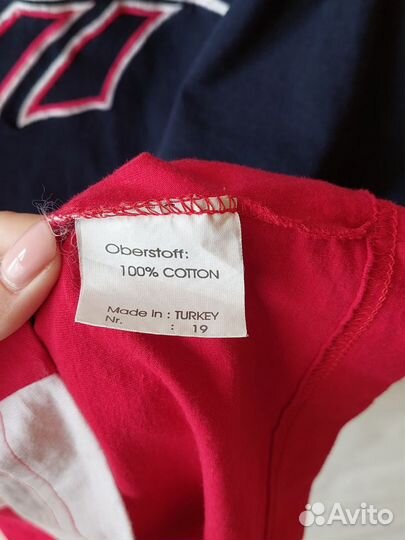 Oberstoff:
100% COTTON
Made In : TURKEY
Nr. : 19
Avito